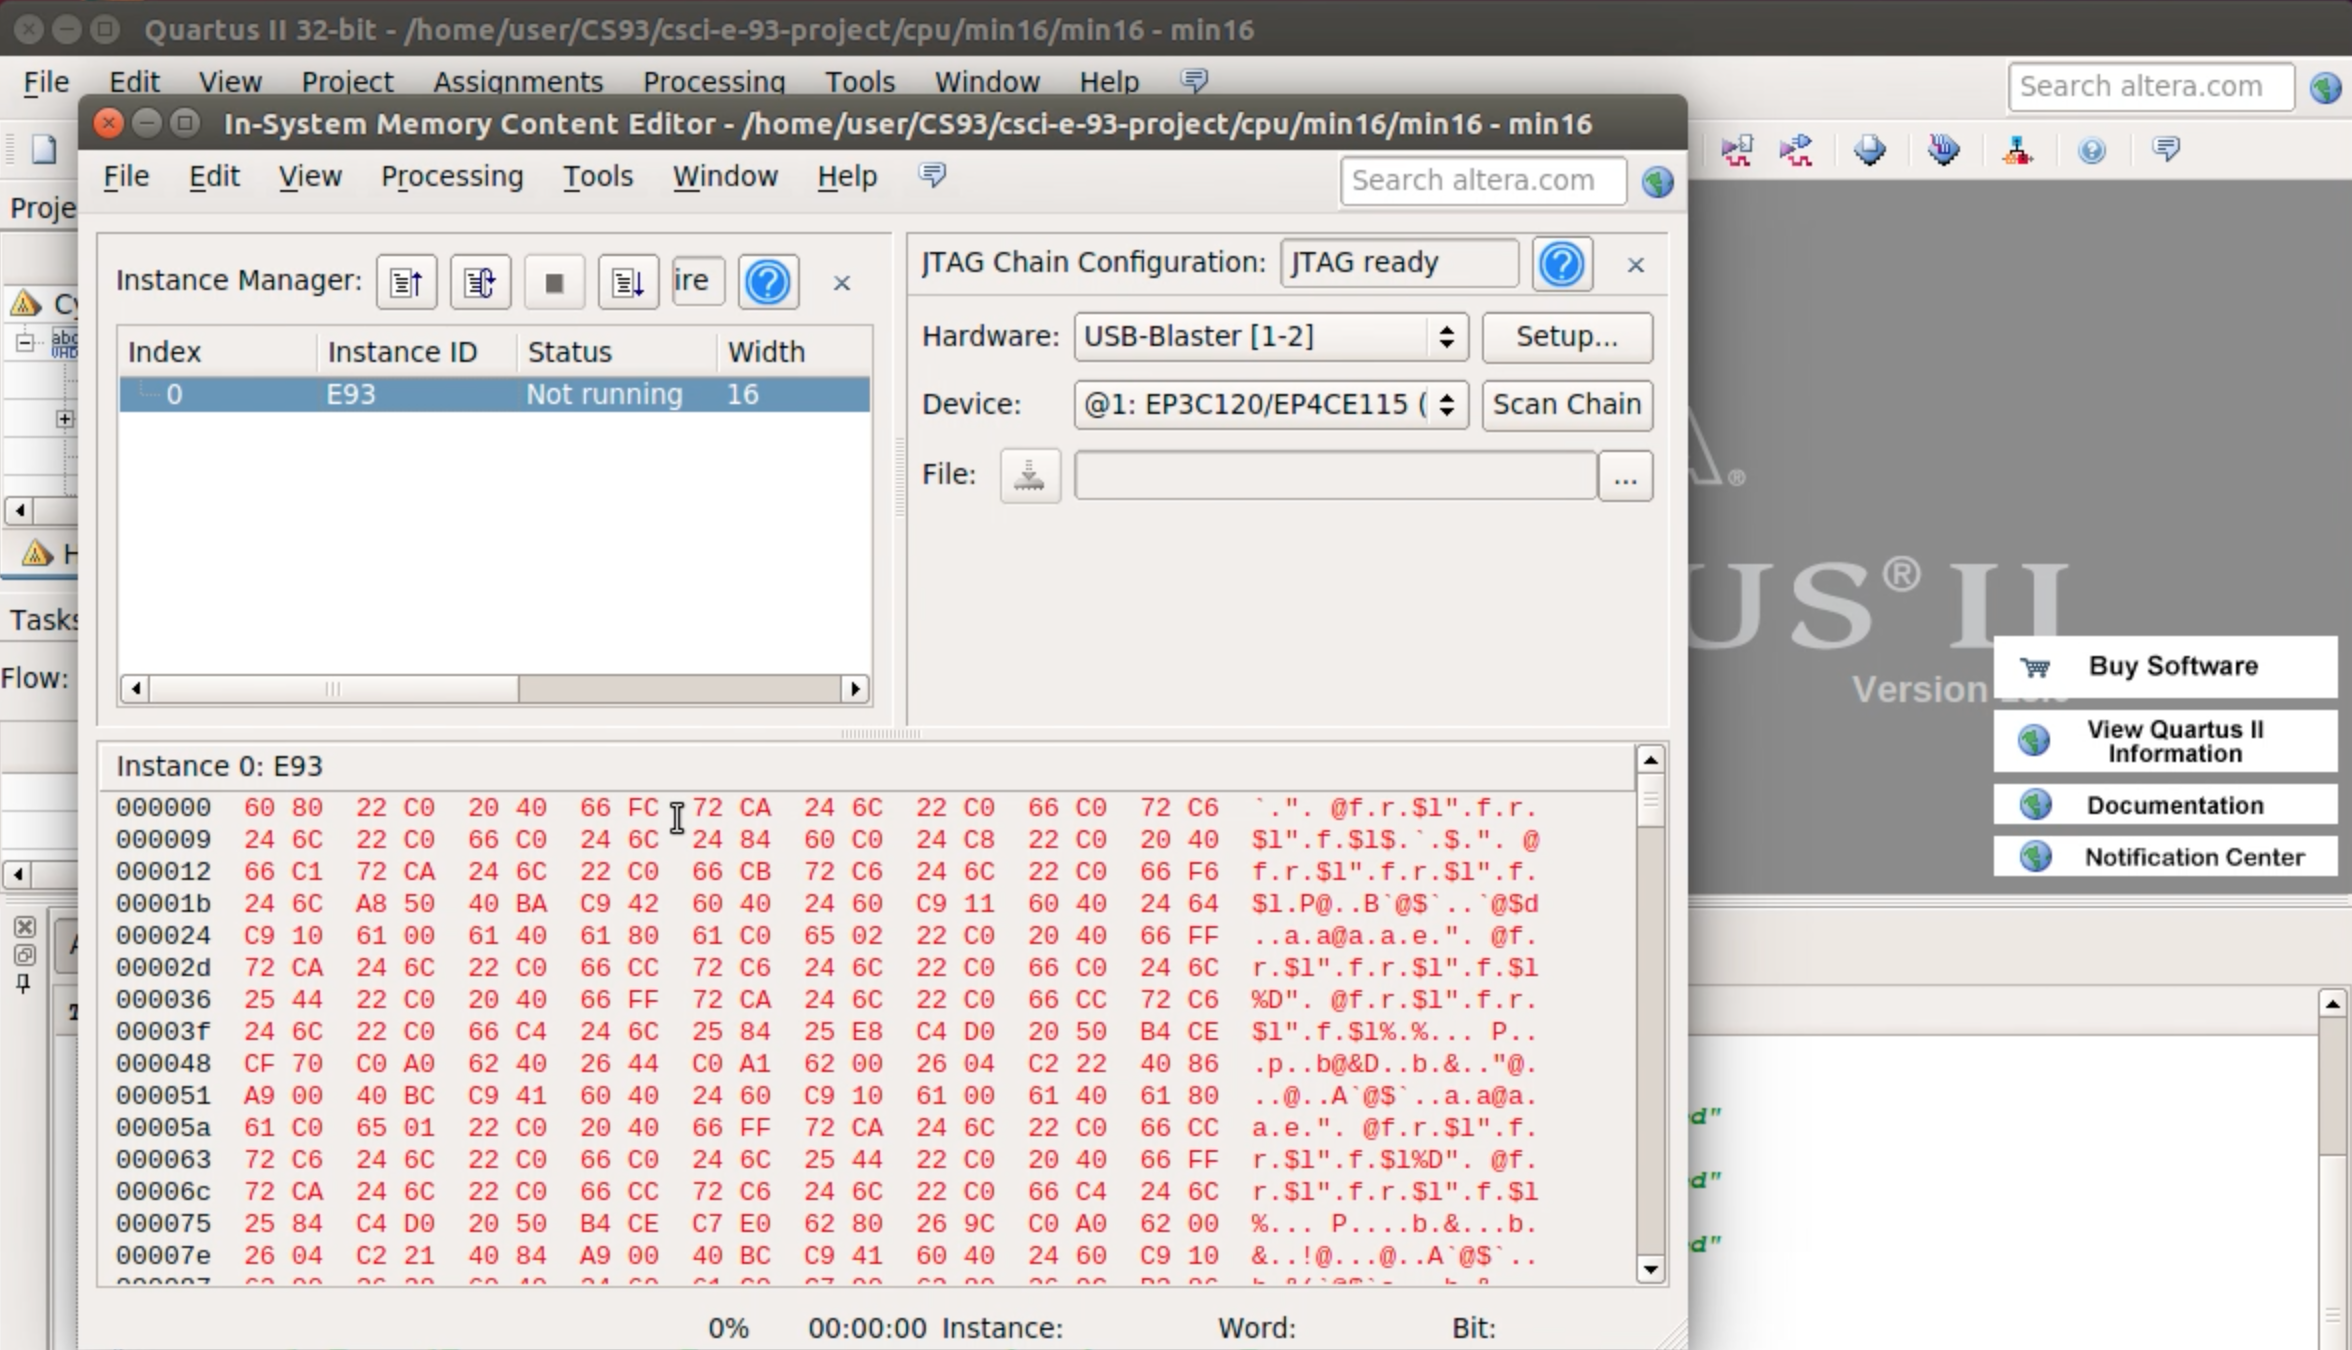 Quartus II 32-bit - /home/user/CS93/csci-e-93-project/cpu/min16/min16 - min16
File Edit View Project Assignments Processing Tools Window Help
Search altera.com
In-System Memory Content Editor - /home/user/CS93/csci-e-93-project/cpu/min16/min16 - min16
File Edit View Processing Tools Window Help
Search altera.com
Proje
Cy
abc
VHD
H
Tasks
Flow:
Instance Manager: ire
Index Instance ID Status Width
0 E93 Not running 16
JTAG Chain Configuration: JTAG ready
Hardware: USB-Blaster [1-2] Setup...
Device: @1: EP3C120/EP4CE115 ( Scan Chain
File: ...
US® II
Version
Buy Software
View Quartus II
Information
Documentation
Notification Center
Instance 0: E93
000000 60 80 22 C0 20 40 66 FC 72 CA 24 6C 22 C0 66 C0 72 C6 `.". @f.r.$l".f.r.
000009 24 6C 22 C0 66 C0 24 6C 24 84 60 C0 24 C8 22 C0 20 40 $l".f.$l$.`.$.". @
000012 66 C1 72 CA 24 6C 22 C0 66 CB 72 C6 24 6C 22 C0 66 F6 f.r.$l".f.r.$l".f.
00001b 24 6C A8 50 40 BA C9 42 60 40 24 60 C9 11 60 40 24 64 $l.P@..B`@$`..`@$d
000024 C9 10 61 00 61 40 61 80 61 C0 65 02 22 C0 20 40 66 FF ..a.a@a.a.e.". @f.
00002d 72 CA 24 6C 22 C0 66 CC 72 C6 24 6C 22 C0 66 C0 24 6C r.$l".f.r.$l".f.$l
000036 25 44 22 C0 20 40 66 FF 72 CA 24 6C 22 C0 66 CC 72 C6 %D". @f.r.$l".f.r.
00003f 24 6C 22 C0 66 C4 24 6C 25 84 25 E8 C4 D0 20 50 B4 CE $l".f.$l%.%... P..
000048 CF 70 C0 A0 62 40 26 44 C0 A1 62 00 26 04 C2 22 40 86 .p..b@&D..b.&.."@.
000051 A9 00 40 BC C9 41 60 40 24 60 C9 10 61 00 61 40 61 80 ..@..A`@$`..a.a@a.
00005a 61 C0 65 01 22 C0 20 40 66 FF 72 CA 24 6C 22 C0 66 CC a.e.". @f.r.$l".f.
000063 72 C6 24 6C 22 C0 66 C0 24 6C 25 44 22 C0 20 40 66 FF r.$l".f.$l%D". @f.
00006c 72 CA 24 6C 22 C0 66 CC 72 C6 24 6C 22 C0 66 C4 24 6C r.$l".f.r.$l".f.$l
000075 25 84 C4 D0 20 50 B4 CE C7 E0 62 80 26 9C C0 A0 62 00 %... P....b.&...b.
00007e 26 04 C2 21 40 84 A9 00 40 BC C9 41 60 40 24 60 C9 10 &..!@...@..A`@$`..
d"
d"
d"
0% 00:00:00 Instance: Word: Bit: